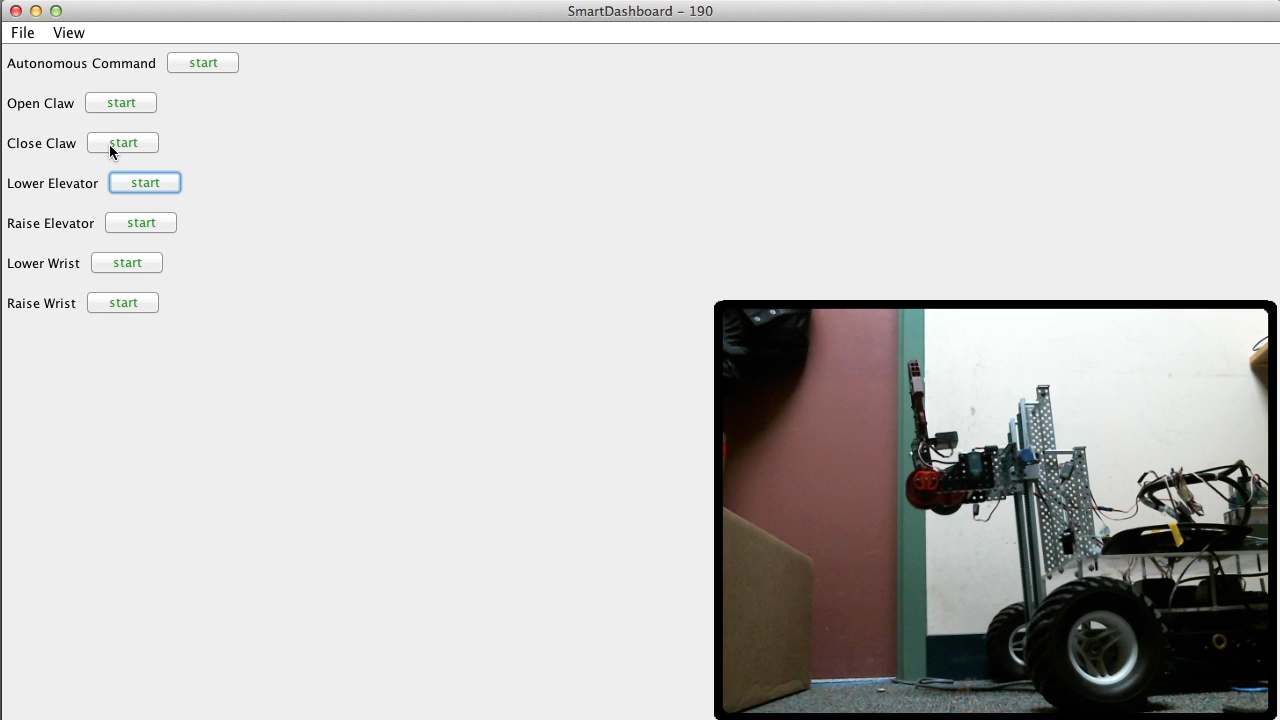 SmartDashboard - 190
File View
Autonomous Command start
Open Claw start
Close Claw start
Lower Elevator start
Raise Elevator start
Lower Wrist start
Raise Wrist start